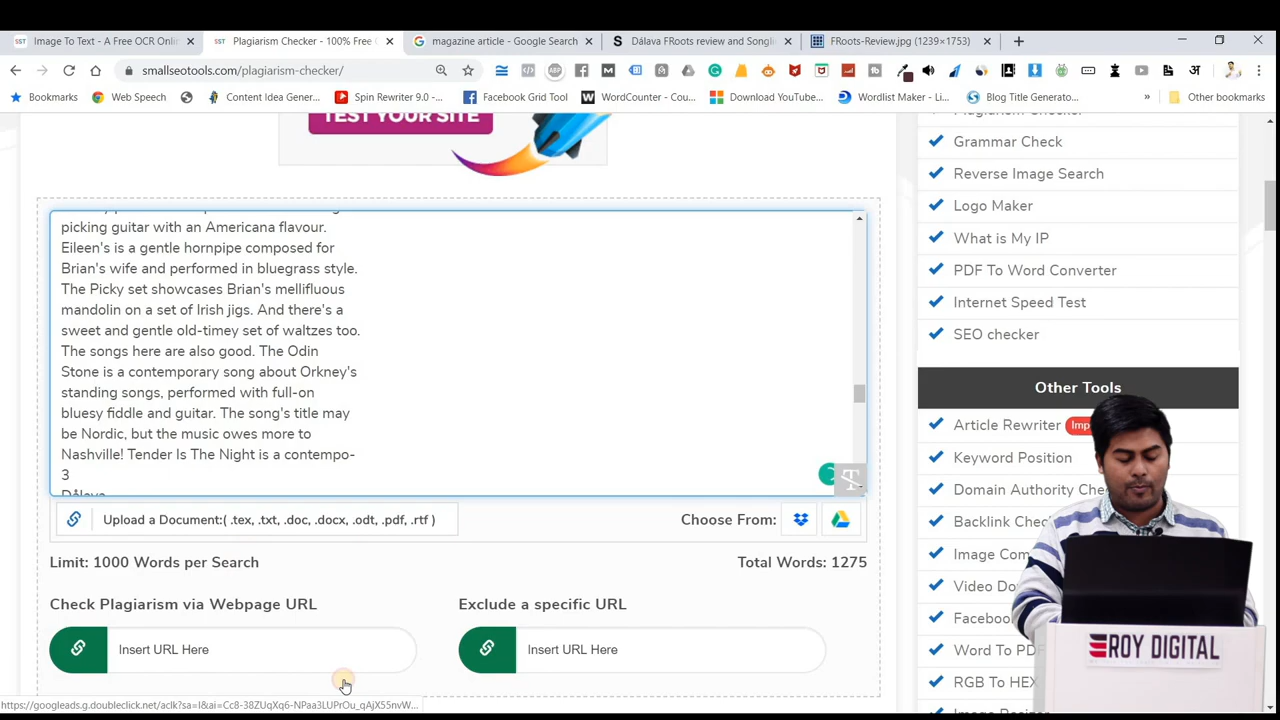 Image To Text - A Free OCR Onlin
Plagiarism Checker - 100% Free
magazine article - Google Search
Dálava FRoots review and Songli
FRoots-Review.jpg (1239×1753)
smallseotools.com/plagiarism-checker/
Bookmarks
Web Speech
Content Idea Gener...
Spin Rewriter 9.0 -...
Facebook Grid Tool
WordCounter - Cou...
Download YouTube...
Wordlist Maker - Li...
Blog Title Generato...
»
Other bookmarks
TEST YOUR SITE
picking guitar with an Americana flavour.
Eileen's is a gentle hornpipe composed for
Brian's wife and performed in bluegrass style.
The Picky set showcases Brian's mellifluous
mandolin on a set of Irish jigs. And there's a
sweet and gentle old-timey set of waltzes too.
The songs here are also good. The Odin
Stone is a contemporary song about Orkney's
standing songs, performed with full-on
bluesy fiddle and guitar. The song's title may
be Nordic, but the music owes more to
Nashville! Tender Is The Night is a contempo-
3
Dålava
Upload a Document:( .tex, .txt, .doc, .docx, .odt, .pdf, .rtf )
Choose From:
Limit: 1000 Words per Search
Total Words: 1275
Check Plagiarism via Webpage URL
Exclude a specific URL
Insert URL Here
Insert URL Here
https://googleads.g.doubleclick.net/aclk?sa=l&ai=Cc8-38ZUqXq6-NPaa3LUPrOu_qAjX55nvW...
Plagiarism Checker
Grammar Check
Reverse Image Search
Logo Maker
What is My IP
PDF To Word Converter
Internet Speed Test
SEO checker
Other Tools
Article Rewriter
Imp
Keyword Position
Domain Authority Che
Backlink Chec
Image Com
Video Do
Faceboo
Word To PD
RGB To HEX
ROY DIGITAL